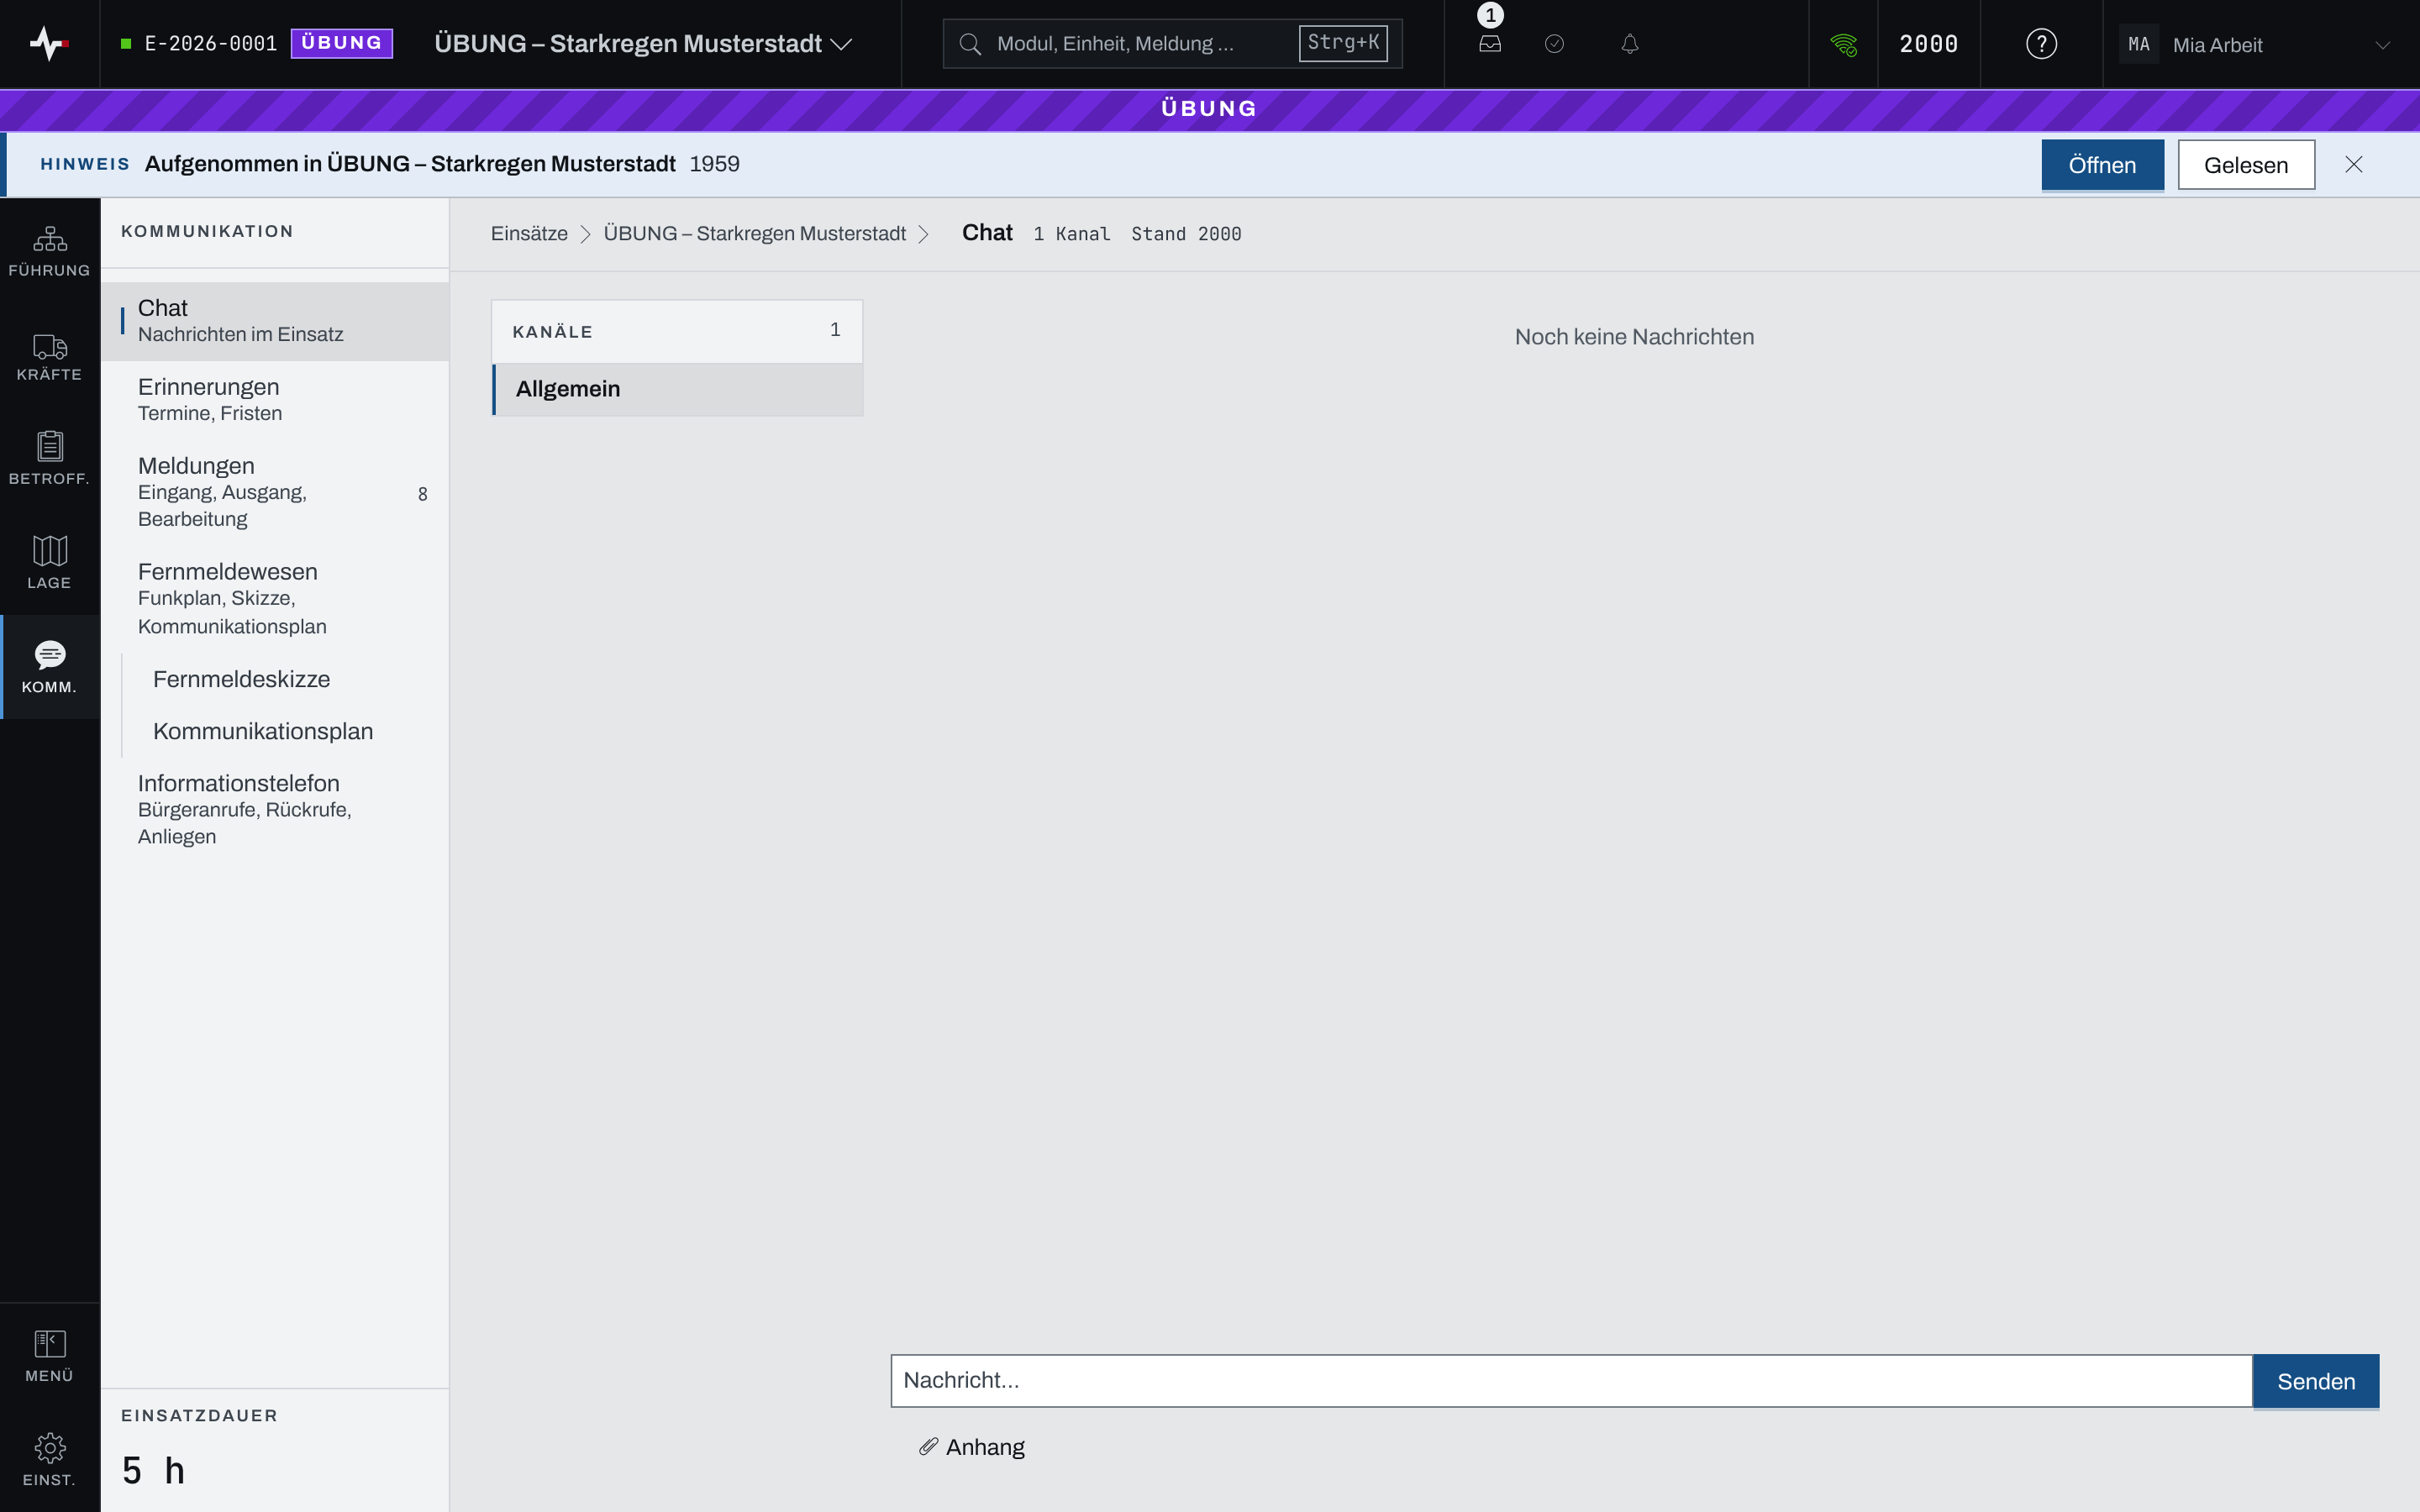 E-2026-0001 ÜBUNG ÜBUNG – Starkregen Musterstadt Modul, Einheit, Meldung ... Strg+K 1 2000 ? MA Mia Arbeit
ÜBUNG
HINWEIS Aufgenommen in ÜBUNG – Starkregen Musterstadt 1959 Öffnen Gelesen
FÜHRUNG
KRÄFTE
BETROFF.
LAGE
KOMM.
MENÜ
EINST.
KOMMUNIKATION
Chat
Nachrichten im Einsatz
Erinnerungen
Termine, Fristen
Meldungen
Eingang, Ausgang,
Bearbeitung
8
Fernmeldewesen
Funkplan, Skizze,
Kommunikationsplan
Fernmeldeskizze
Kommunikationsplan
Informationstelefon
Bürgeranrufe, Rückrufe,
Anliegen
EINSATZDAUER
5 h
Einsätze ÜBUNG – Starkregen Musterstadt Chat 1 Kanal Stand 2000
KANÄLE 1
Allgemein
Noch keine Nachrichten
Nachricht... Senden
Anhang